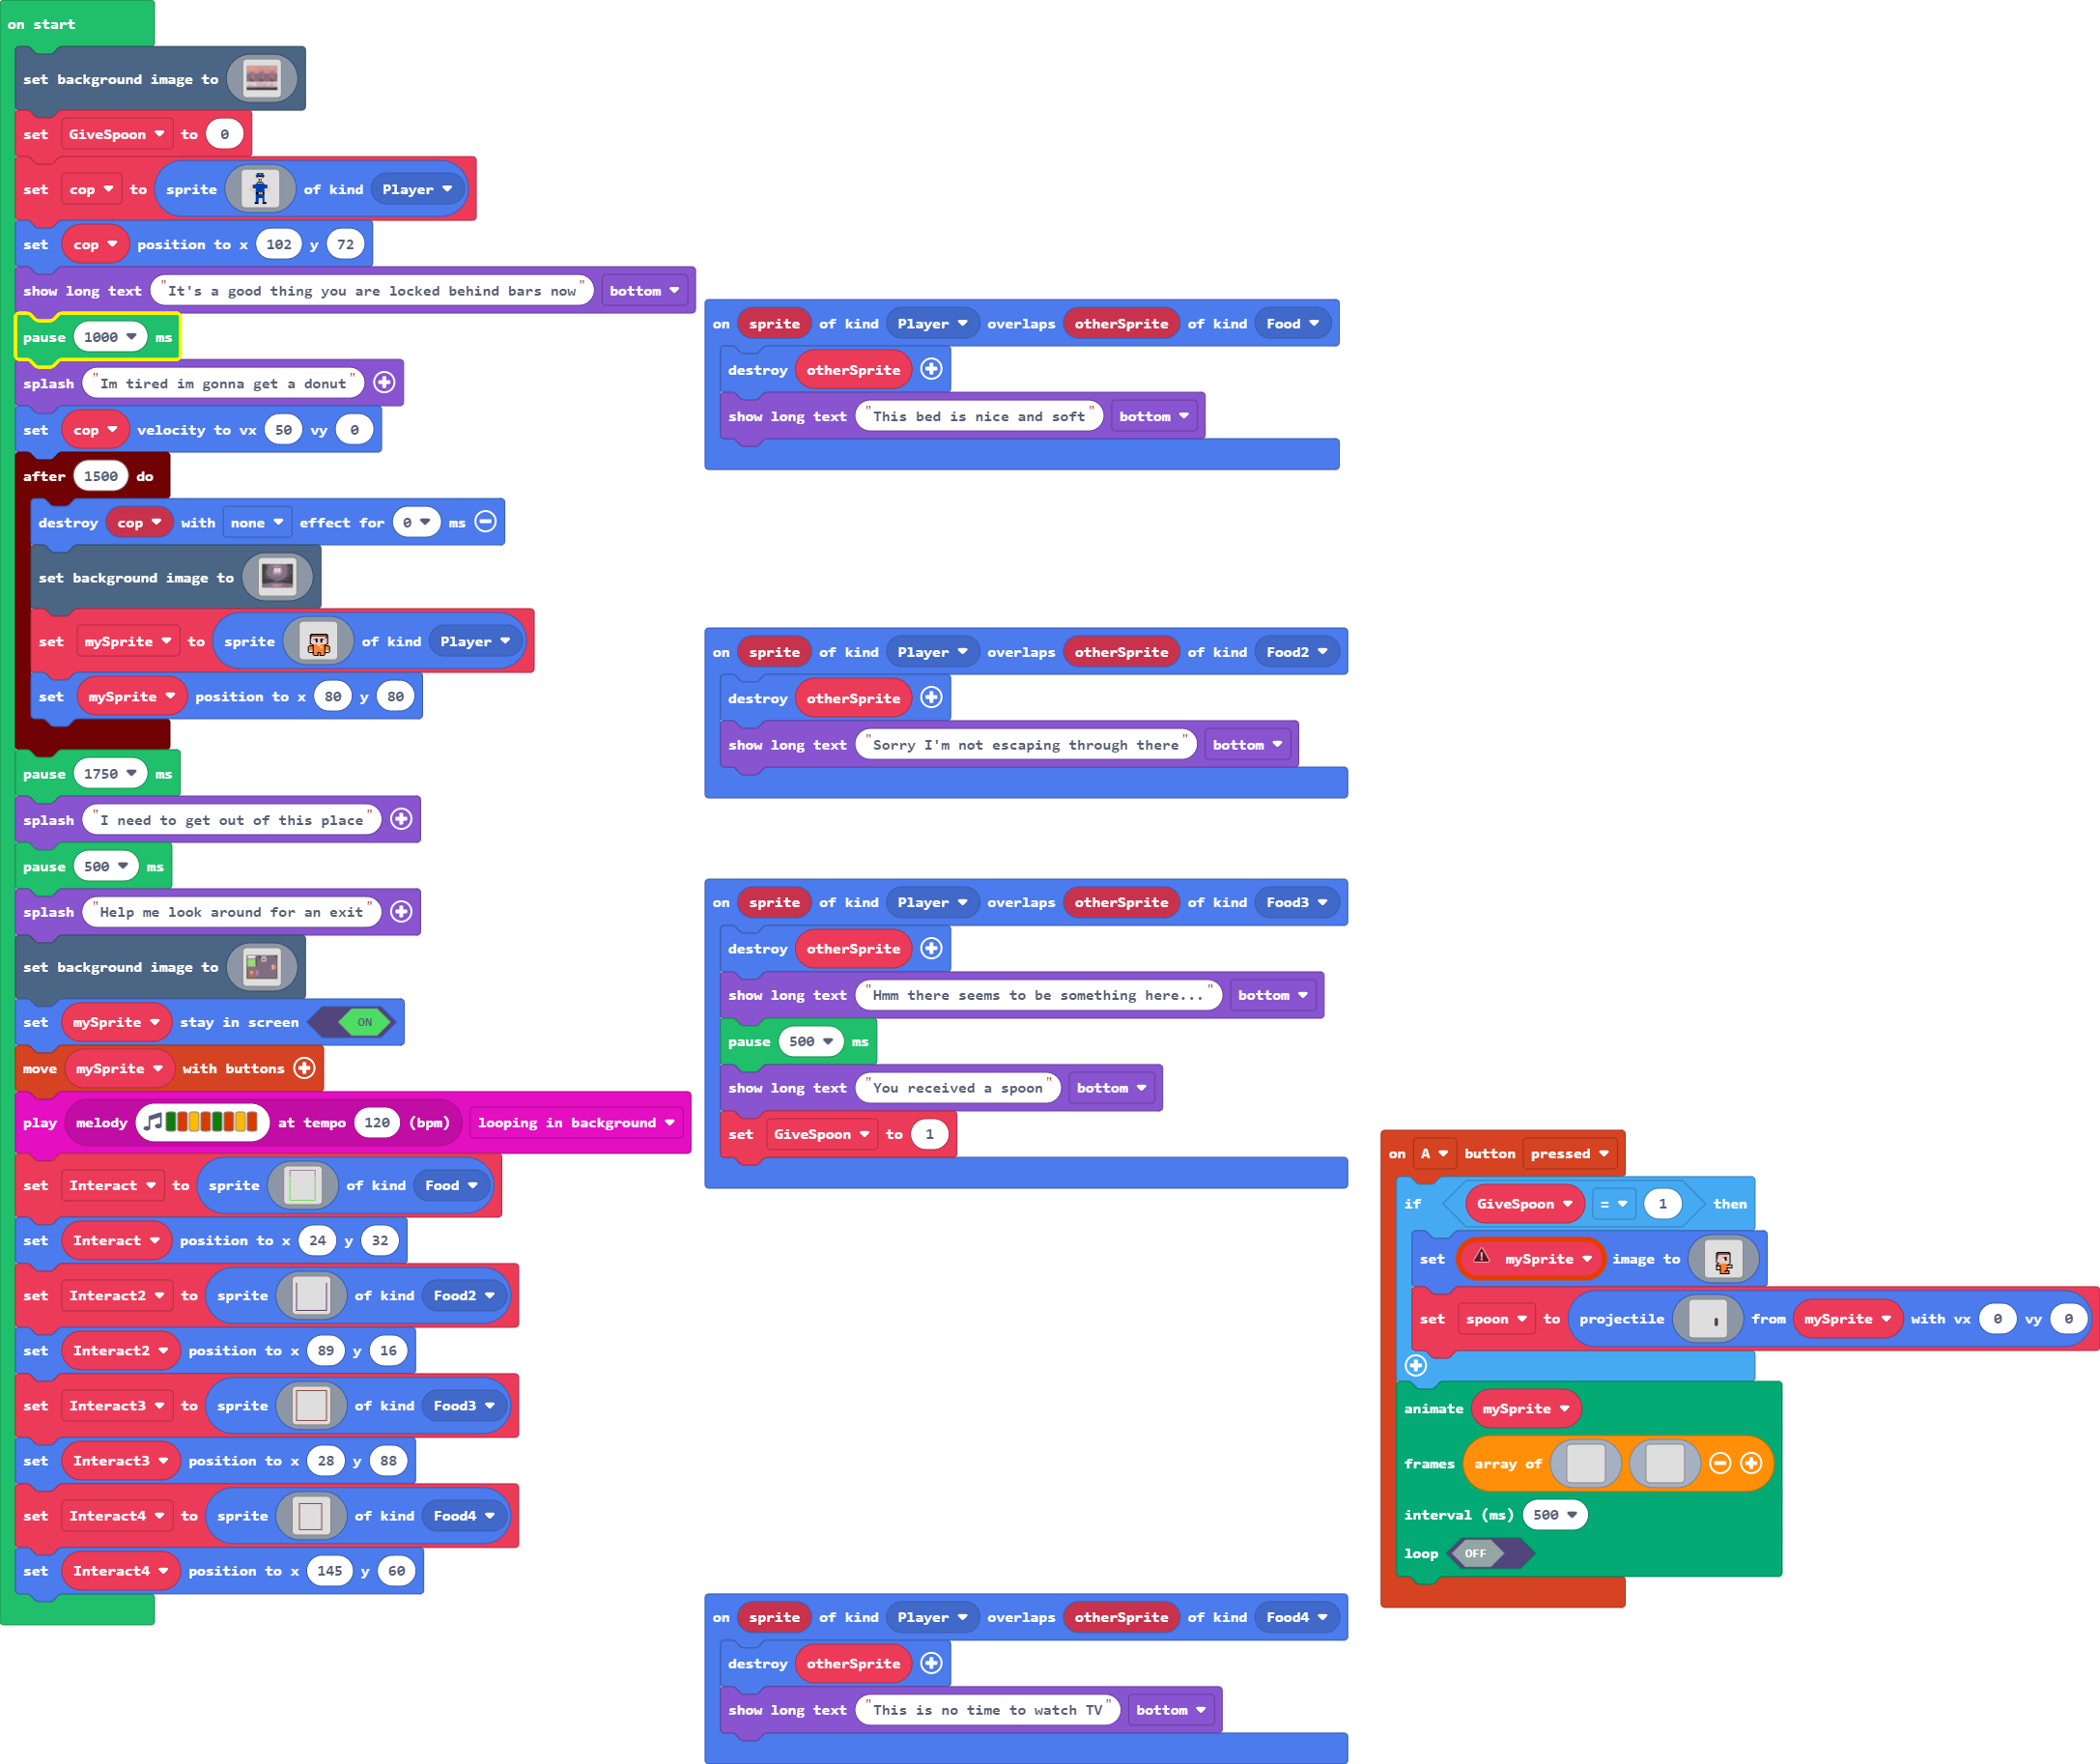 on start
set background image to
set GiveSpoon to 0
set cop to sprite of kind Player
set cop position to x 102 y 72
show long text "It's a good thing you are locked behind bars now" bottom
pause 1000 ms
splash "Im tired im gonna get a donut"
set cop velocity to vx 50 vy 0
after 1500 do
destroy cop with none effect for 0 ms
set background image to
set mySprite to sprite of kind Player
set mySprite position to x 80 y 80
pause 1750 ms
splash "I need to get out of this place"
pause 500 ms
splash "Help me look around for an exit"
set background image to
set mySprite stay in screen ON
move mySprite with buttons
play melody at tempo 120 (bpm) looping in background
set Interact to sprite of kind Food
set Interact position to x 24 y 32
set Interact2 to sprite of kind Food2
set Interact2 position to x 89 y 16
set Interact3 to sprite of kind Food3
set Interact3 position to x 28 y 88
set Interact4 to sprite of kind Food4
set Interact4 position to x 145 y 60
on sprite of kind Player overlaps otherSprite of kind Food
destroy otherSprite
show long text "This bed is nice and soft" bottom
on sprite of kind Player overlaps otherSprite of kind Food2
destroy otherSprite
show long text "Sorry I'm not escaping through there" bottom
on sprite of kind Player overlaps otherSprite of kind Food3
destroy otherSprite
show long text "Hmm there seems to be something here..." bottom
pause 500 ms
show long text "You received a spoon" bottom
set GiveSpoon to 1
on sprite of kind Player overlaps otherSprite of kind Food4
destroy otherSprite
show long text "This is no time to watch TV" bottom
on A button pressed
if GiveSpoon = 1 then
set mySprite image to
set spoon to projectile from mySprite with vx 0 vy 0
animate mySprite
frames array of
interval (ms) 500
loop OFF